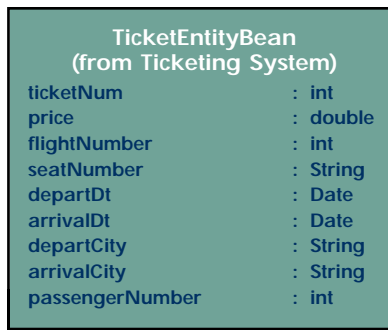 TicketEntityBean
(from Ticketing System)
ticketNum : int
price : double
flightNumber : int
seatNumber : String
departDt : Date
arrivalDt : Date
departCity : String
arrivalCity : String
passengerNumber : int